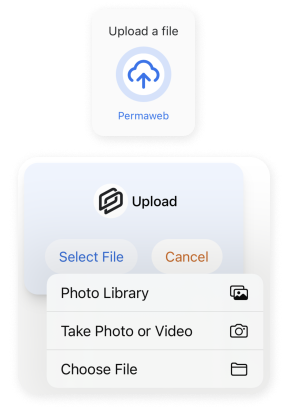 Upload a file
Permaweb
Upload
Select File
Cancel
Photo Library
Take Photo or Video
Choose File